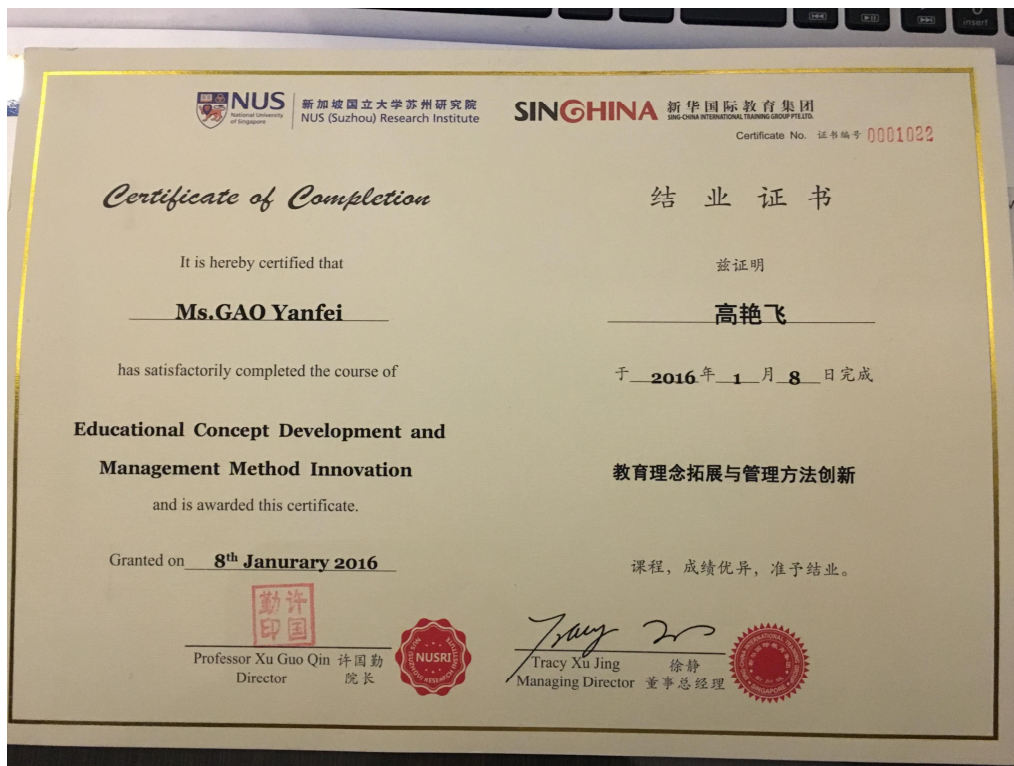 insert
NUS
National University
of Singapore
新加坡国立大学苏州研究院
NUS (Suzhou) Research Institute
SINGHINA
新华国际教育集团
SING-CHINA INTERNATIONAL TRAINING GROUP PTE.LTD.
Certificate No. 证书编号 0001022
Certificate of Completion
It is hereby certified that
Ms.GAO Yanfei
has satisfactorily completed the course of
Educational Concept Development and
Management Method Innovation
and is awarded this certificate.
Granted on 8th Janurary 2016
许国
勤印
Professor Xu Guo Qin 许国勤
Director 院长
NUSRI
结业证书
兹证明
高艳飞
于 2016 年 1 月 8 日完成
教育理念拓展与管理方法创新
课程，成绩优异，准予结业。
Tracy
Tracy Xu Jing 徐静
Managing Director 董事总经理
SINGAPORE